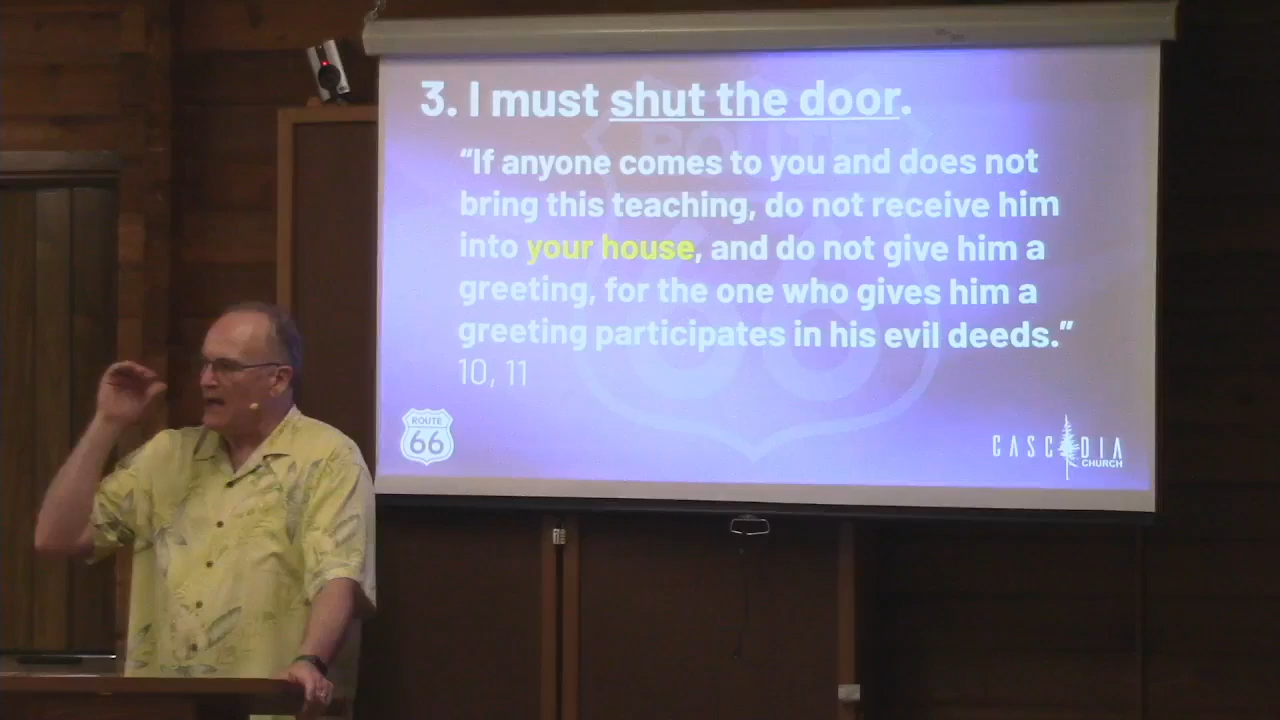 3. I must shut the door.
“If anyone comes to you and does not
bring this teaching, do not receive him
into your house, and do not give him a
greeting, for the one who gives him a
greeting participates in his evil deeds.”
10, 11
ROUTE
66
ROUTE
66
CASCADIA
CHURCH